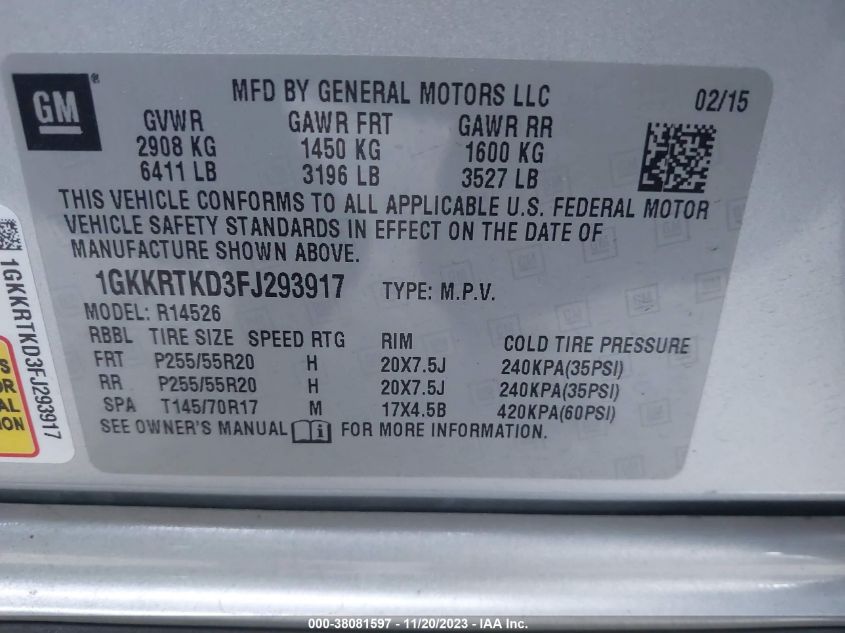 GM ®
MFD BY GENERAL MOTORS LLC
02/15
GVWR GAWR FRT GAWR RR
2908 KG 1450 KG 1600 KG
6411 LB 3196 LB 3527 LB
THIS VEHICLE CONFORMS TO ALL APPLICABLE U.S. FEDERAL MOTOR
VEHICLE SAFETY STANDARDS IN EFFECT ON THE DATE OF
MANUFACTURE SHOWN ABOVE.
1GKKRTKD3FJ293917 TYPE: M.P.V.
MODEL: R14526
RBBL TIRE SIZE SPEED RTG RIM COLD TIRE PRESSURE
FRT P255/55R20 H 20X7.5J 240KPA(35PSI)
RR P255/55R20 H 20X7.5J 240KPA(35PSI)
SPA T145/70R17 M 17X4.5B 420KPA(60PSI)
SEE OWNER'S MANUAL FOR MORE INFORMATION.
1GKKRTKD3FJ293917
000-38081597 - 11/20/2023 - IAA Inc.